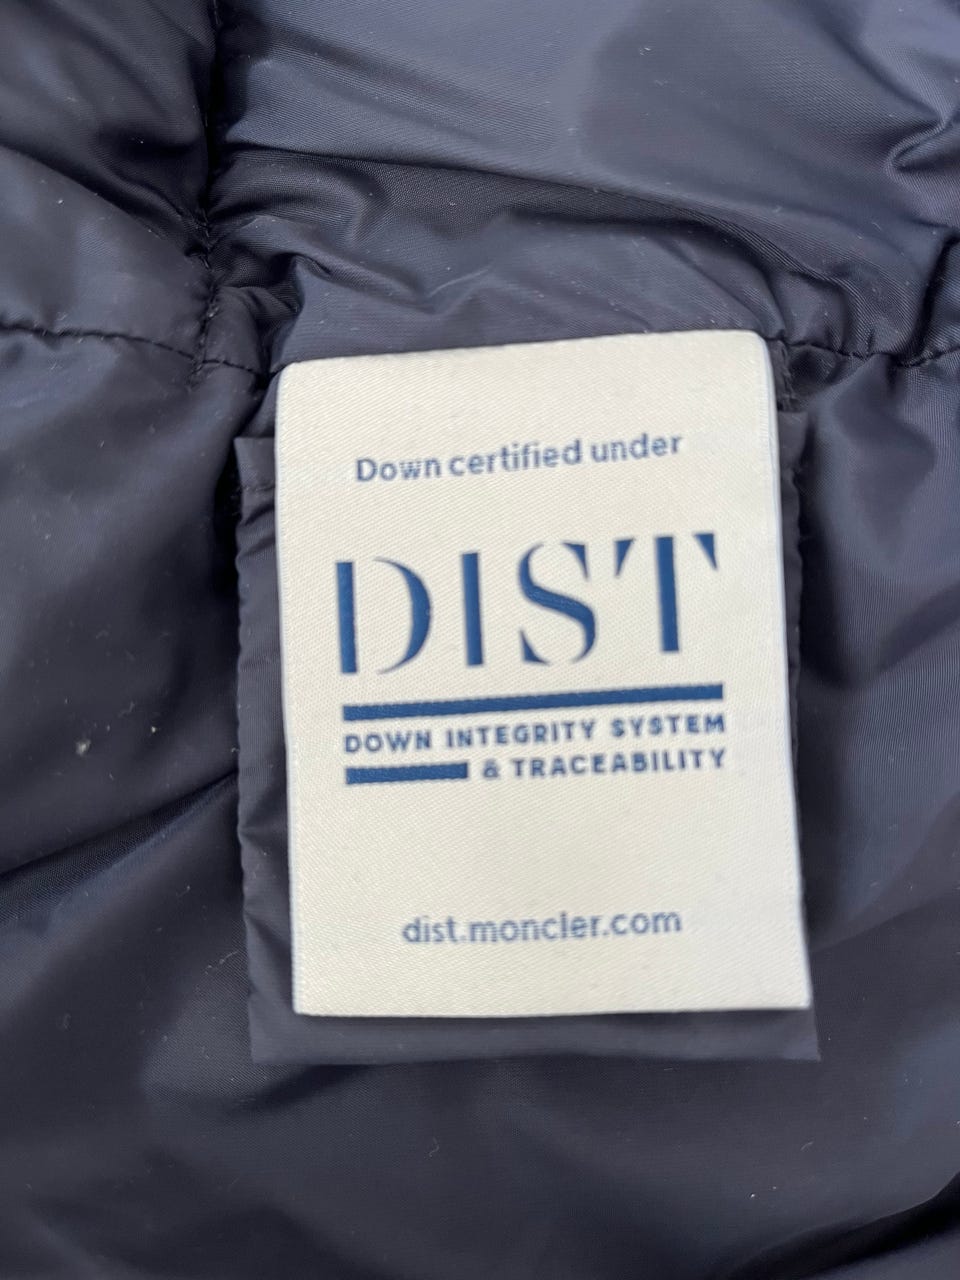 Down certified under
DIST
DOWN INTEGRITY SYSTEM
& TRACEABILITY
dist.moncler.com